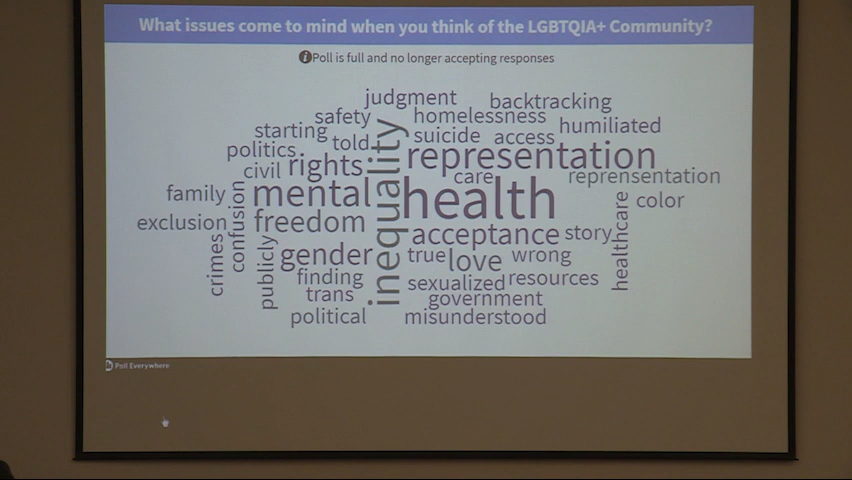 What issues come to mind when you think of the LGBTQIA+ Community?
Poll is full and no longer accepting responses
judgment
backtracking
safety
homelessness
starting
told
suicide
access
humiliated
politics
rights
representation
civil
care
reprensentation
family
mental
health
color
exclusion
confusion
freedom
inequality
acceptance
story
healthcare
crimes
publicly
gender
true
love
wrong
finding
sexualized
resources
trans
government
political
misunderstood
Poll Everywhere